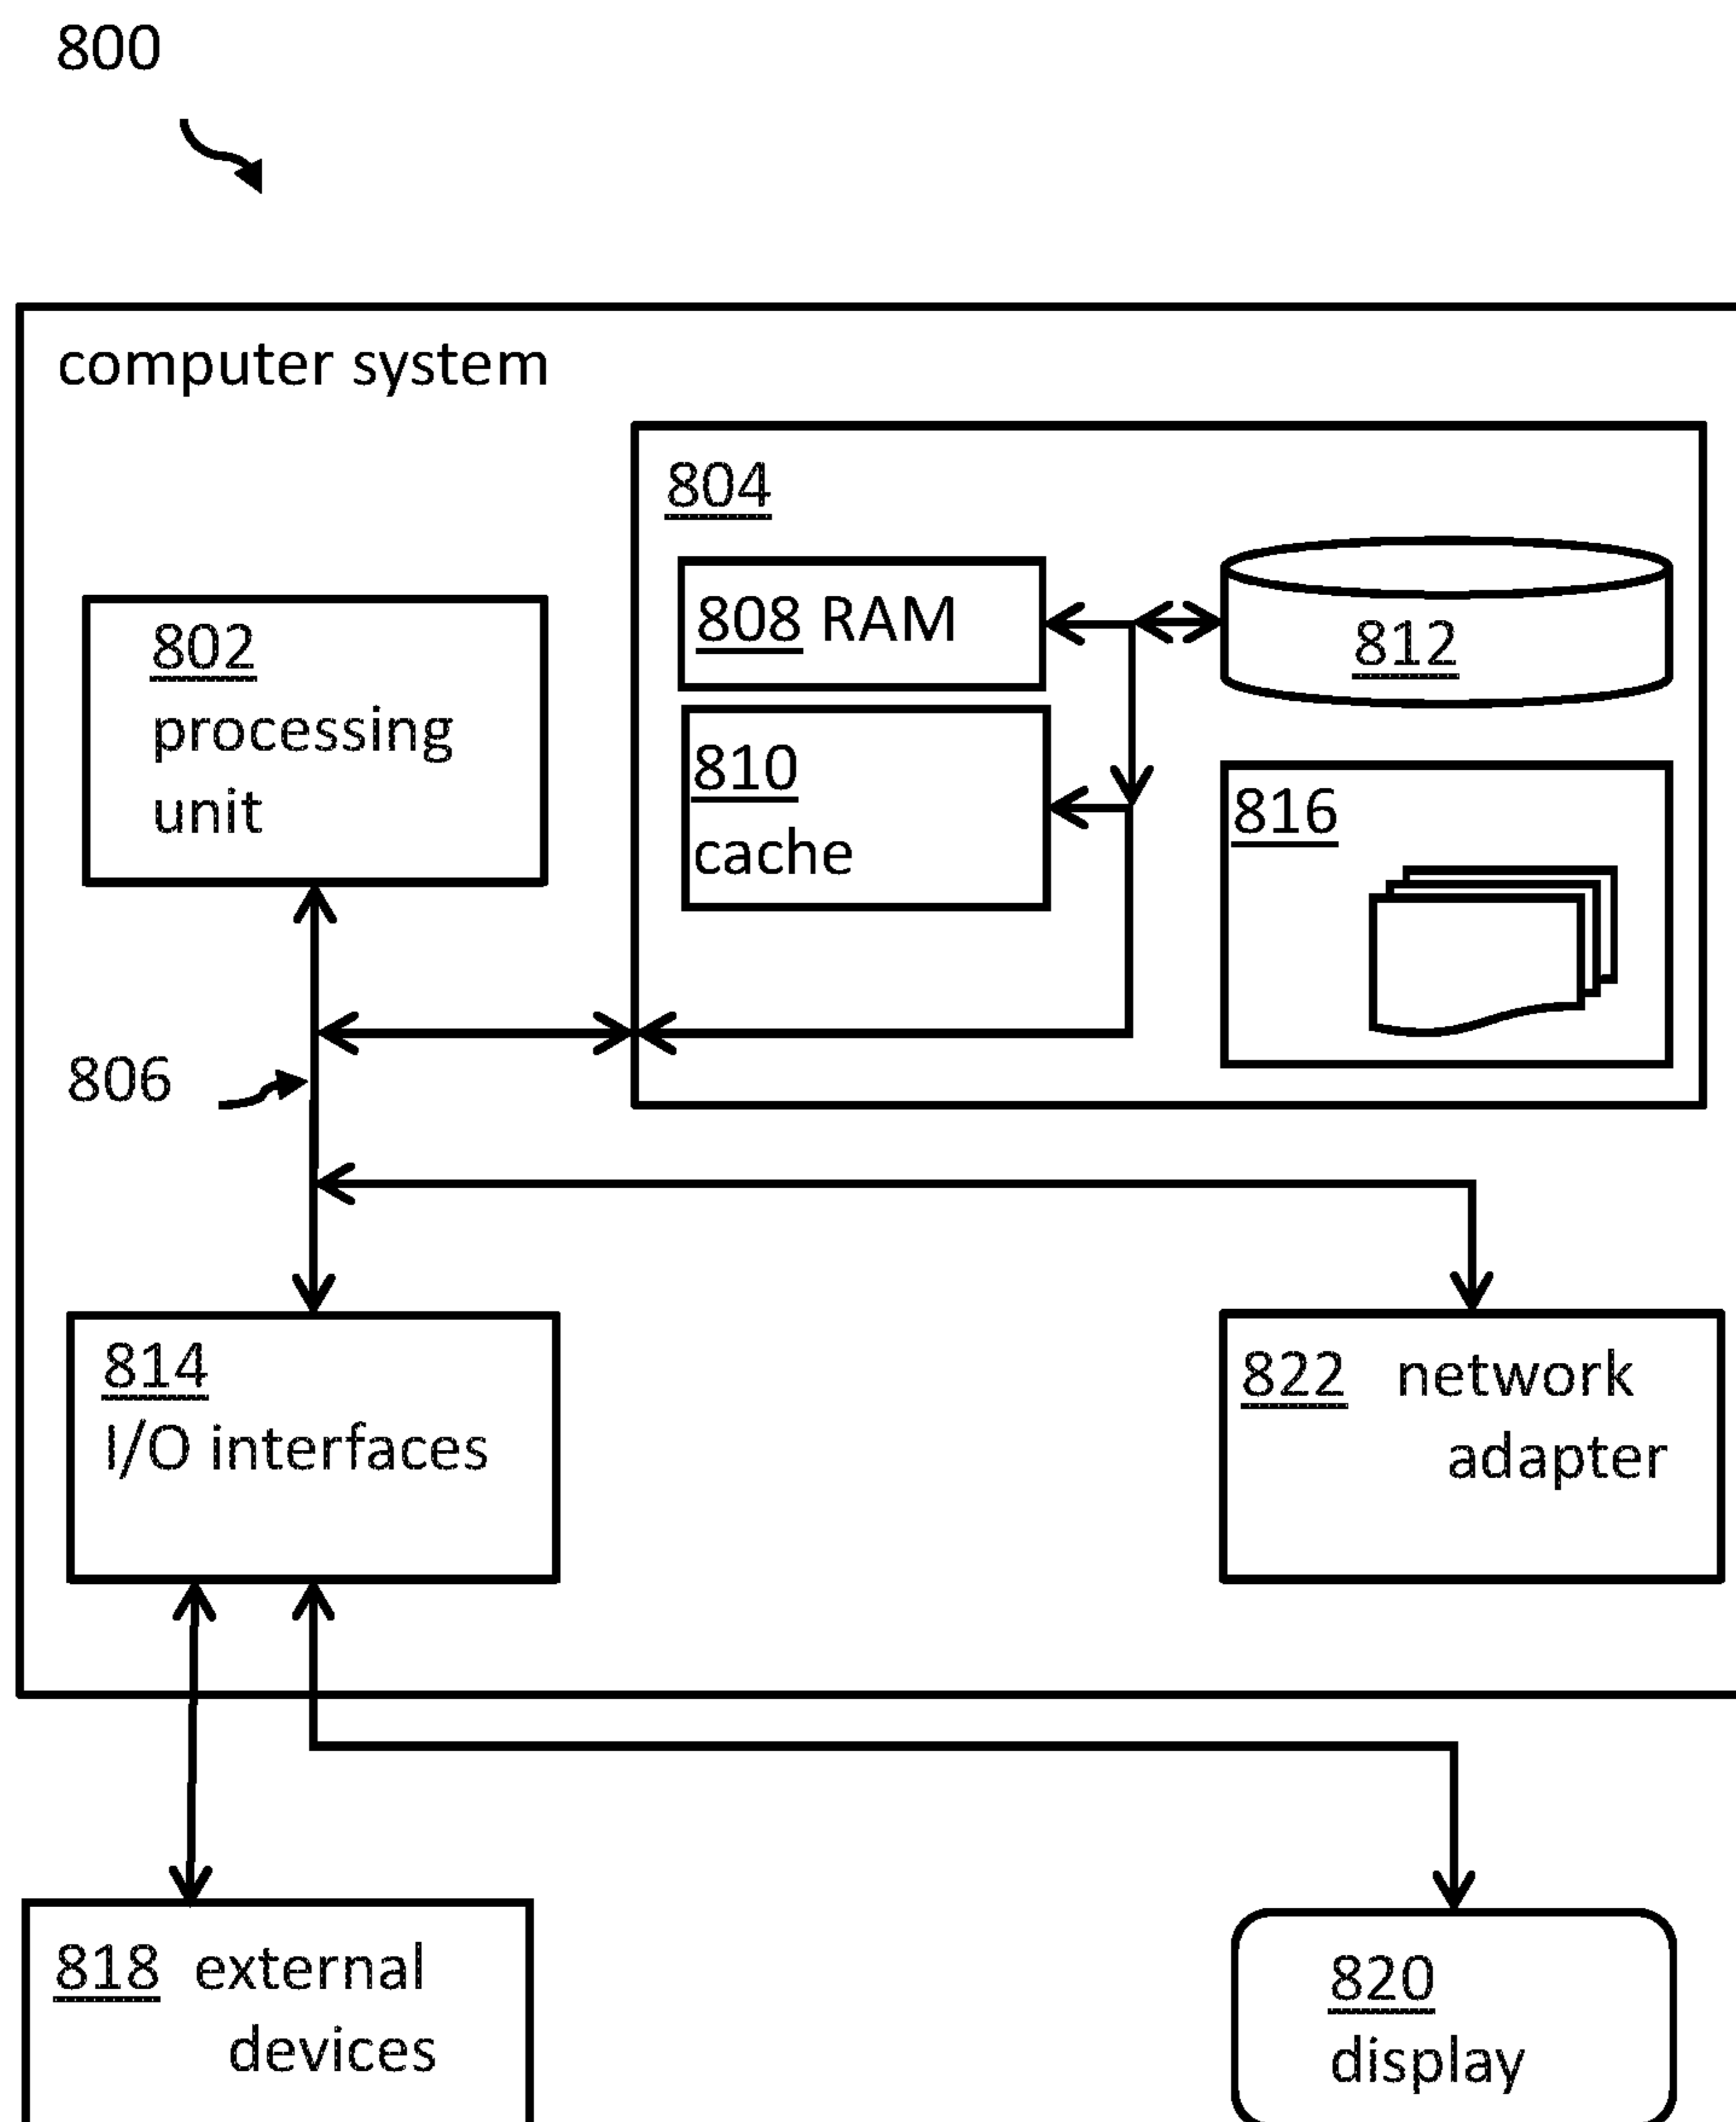 800
computer system
804
802
processing
unit
808 RAM
812
810
cache
816
806
814
I/O interfaces
822 network
adapter
818 external
devices
820
display